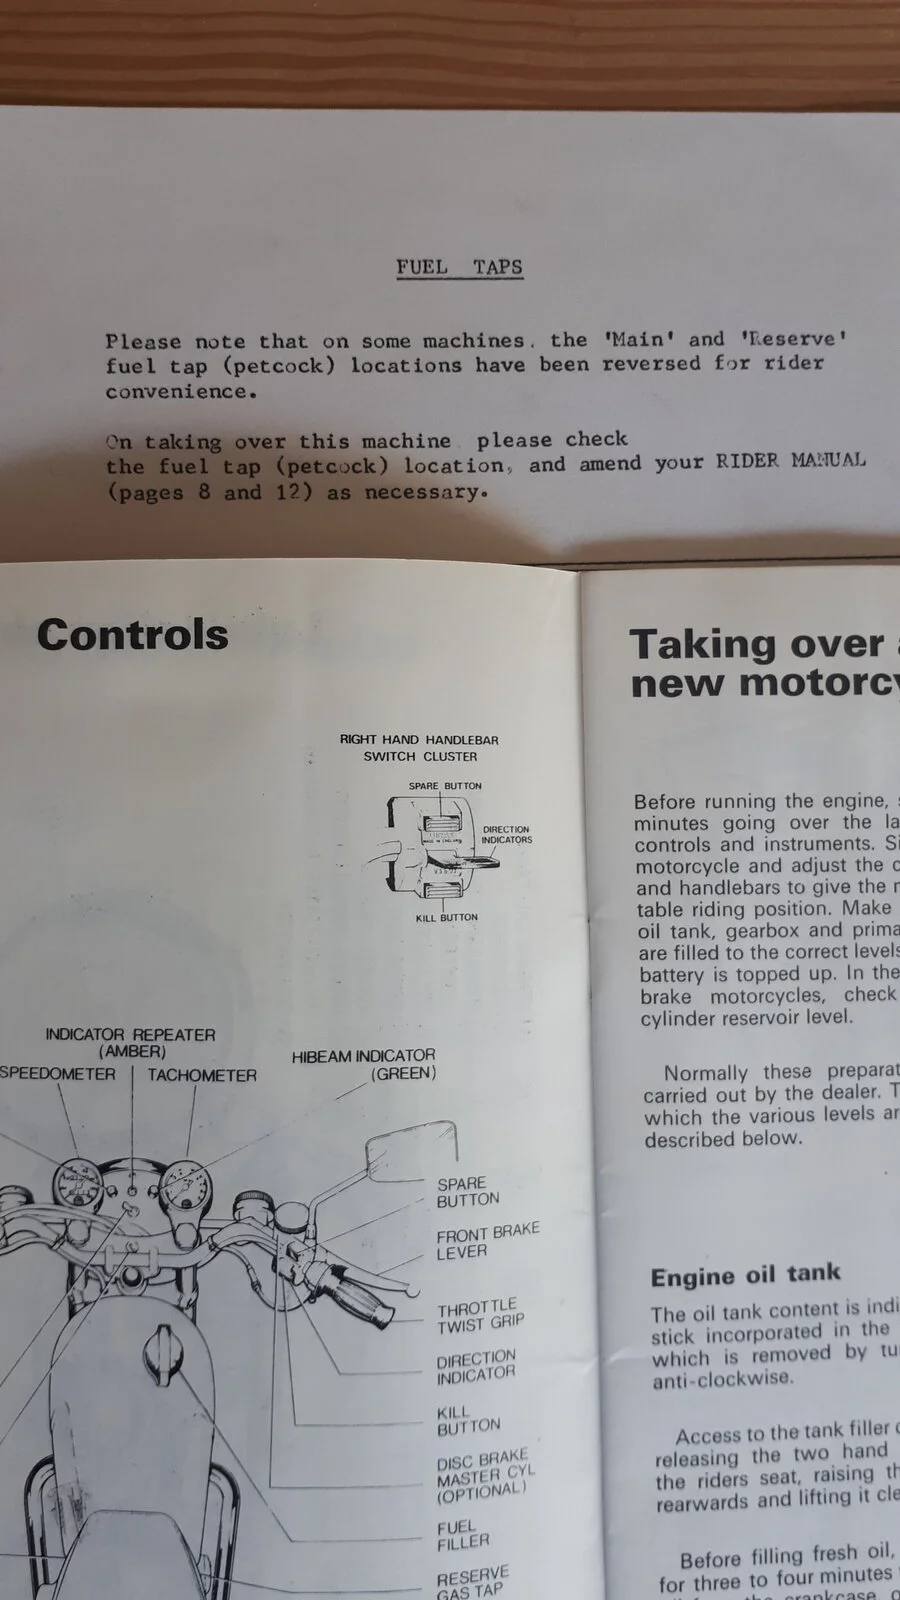 FUEL TAPS
Please note that on some machines, the 'Main' and 'Reserve'
fuel tap (petcock) locations have been reversed for rider
convenience.
On taking over this machine please check
the fuel tap (petcock) location, and amend your RIDER MANUAL
(pages 8 and 12) as necessary.
Controls
RIGHT HAND HANDLEBAR
SWITCH CLUSTER
SPARE BUTTON
DIRECTION
INDICATORS
MADE IN ENGLAND
KILL BUTTON
INDICATOR REPEATER
(AMBER)
SPEEDOMETER
TACHOMETER
HIBEAM INDICATOR
(GREEN)
SPARE
BUTTON
FRONT BRAKE
LEVER
THROTTLE
TWIST GRIP
DIRECTION
INDICATOR
KILL
BUTTON
DISC BRAKE
MASTER CYL
(OPTIONAL)
FUEL
FILLER
RESERVE
GAS TAP
Taking over
new motorcy
Before running the engine,
minutes going over the la
controls and instruments. Si
motorcycle and adjust the c
and handlebars to give the
table riding position. Make
oil tank, gearbox and prima
are filled to the correct levels
battery is topped up. In the
brake motorcycles, check
cylinder reservoir level.
Normally these preparat
carried out by the dealer. T
which the various levels ar
described below.
Engine oil tank
The oil tank content is indi
stick incorporated in the
which is removed by tu
anti-clockwise.
Access to the tank filler
releasing the two hand
the riders seat, raising th
rearwards and lifting it cle
Before filling fresh oil,
for three to four minutes
the crankcase